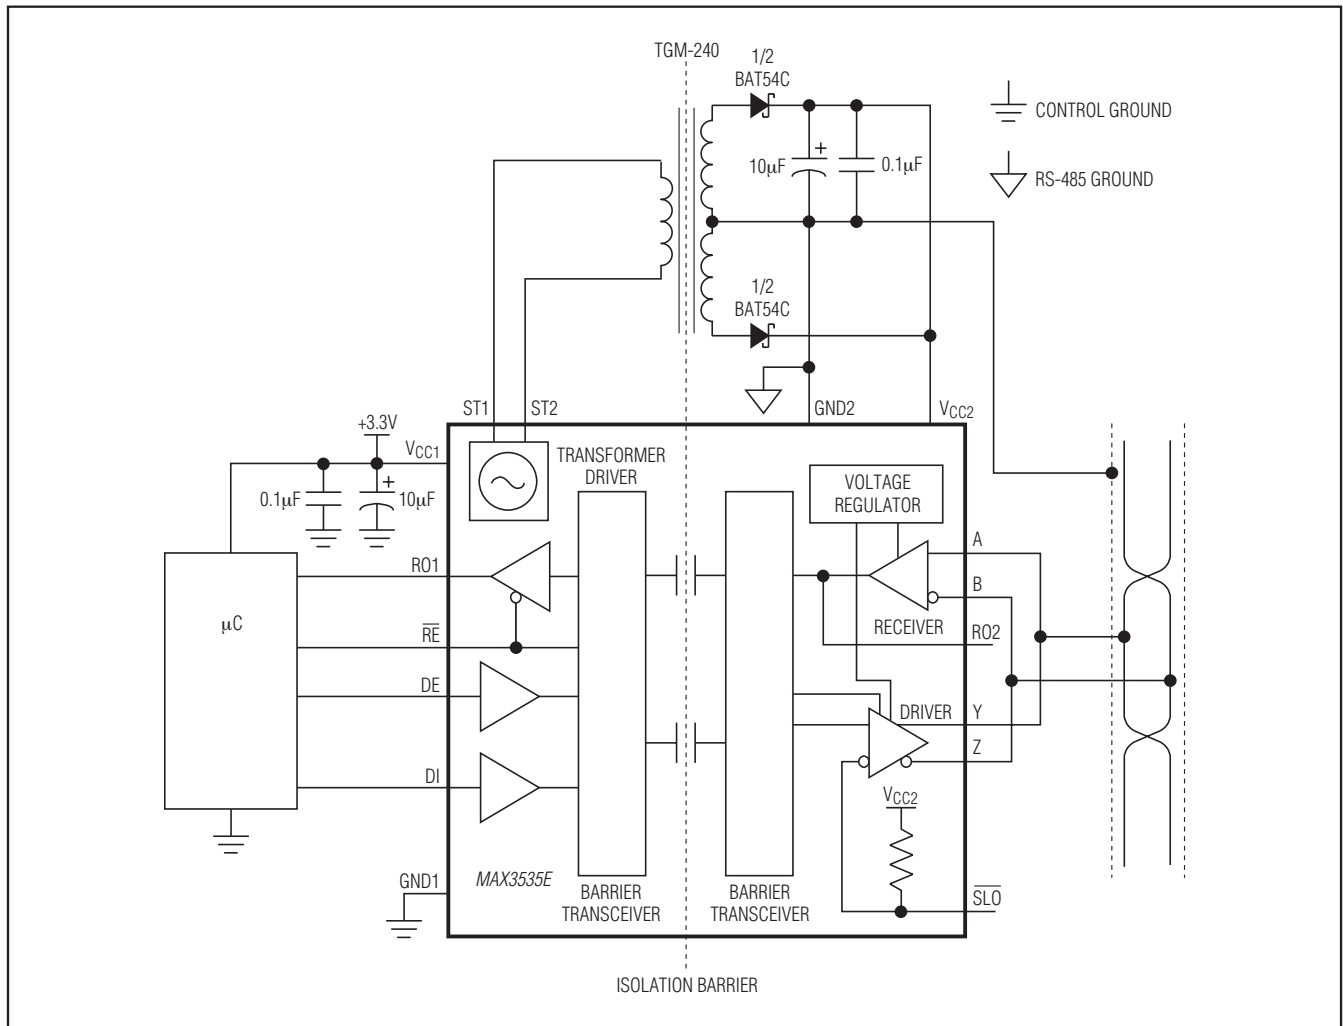 TGM-240
1/2
BAT54C
CONTROL GROUND
10µF
+
0.1µF
RS-485 GROUND
1/2
BAT54C
ST1
ST2
GND2
VCC2
+3.3V
VCC1
TRANSFORMER
DRIVER
VOLTAGE
REGULATOR
0.1µF
+
10µF
A
RO1
B
µC
RECEIVER
RE
RO2
DE
DRIVER
Y
Z
DI
VCC2
GND1
MAX3535E
BARRIER
TRANSCEIVER
BARRIER
TRANSCEIVER
SLO
ISOLATION BARRIER